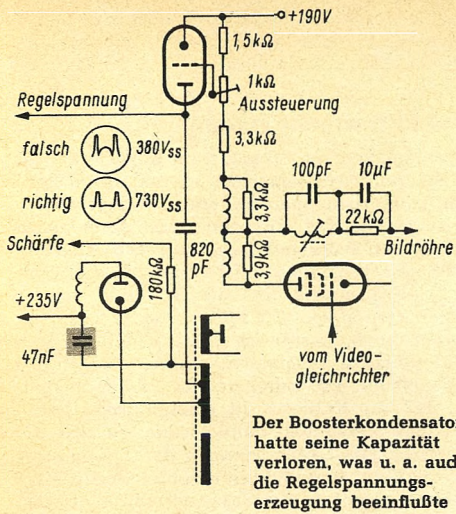 +190V
1,5kΩ
1kΩ
Aussteuerung
Regelspannung
falsch 380Vss
3,3kΩ
100pF 10µF
richtig 730Vss
3,3kΩ
22kΩ
Bildröhre
Schärfe
820
pF
180kΩ
3,9kΩ
+235V
47nF
vom Video-
gleichrichter
Der Boosterkondensato
hatte seine Kapazität
verloren, was u. a. auc
die Regelspannungs-
erzeugung beeinflußte